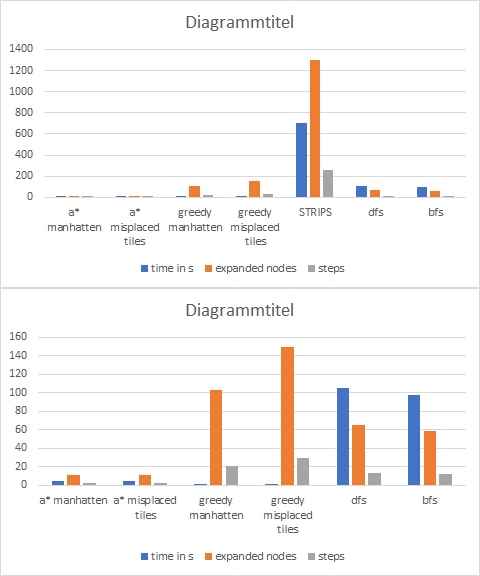 Diagrammtitel
1400
1200
1000
800
600
400
200
0
a* manhatten
a* misplaced tiles
greedy manhatten
greedy misplaced tiles
STRIPS
dfs
bfs
time in s
expanded nodes
steps
Diagrammtitel
160
140
120
100
80
60
40
20
0
a* manhatten
a* misplaced tiles
greedy manhatten
greedy misplaced tiles
dfs
bfs
time in s
expanded nodes
steps